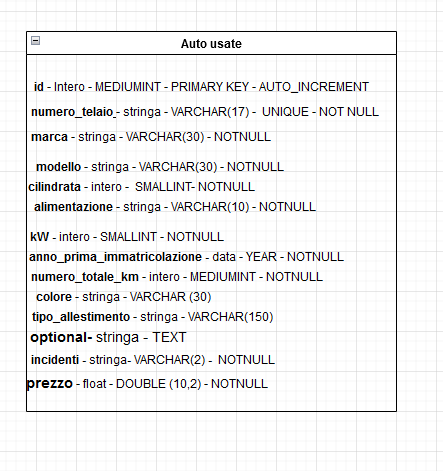 Auto usate
id - Intero - MEDIUMINT - PRIMARY KEY - AUTO_INCREMENT
numero_telaio_- stringa - VARCHAR(17) - UNIQUE - NOT NULL
marca - stringa - VARCHAR(30) - NOTNULL
modello - stringa - VARCHAR(30) - NOTNULL
cilindrata - intero - SMALLINT- NOTNULL
alimentazione - stringa - VARCHAR(10) - NOTNULL
kW - intero - SMALLINT - NOTNULL
anno_prima_immatricolazione - data - YEAR - NOTNULL
numero_totale_km - intero - MEDIUMINT - NOTNULL
colore - stringa - VARCHAR (30)
tipo_allestimento - stringa - VARCHAR(150)
optional- stringa - TEXT
incidenti - stringa- VARCHAR(2) - NOTNULL
prezzo - float - DOUBLE (10,2) - NOTNULL